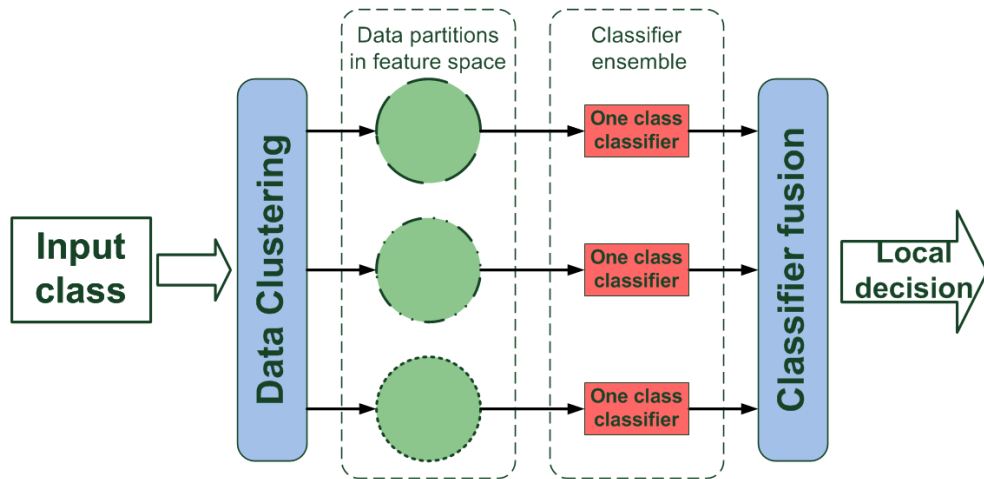 Input
class
Data Clustering
Data partitions
in feature space
Classifier
ensemble
One class
classifier
One class
classifier
One class
classifier
Classifier fusion
Local
decision